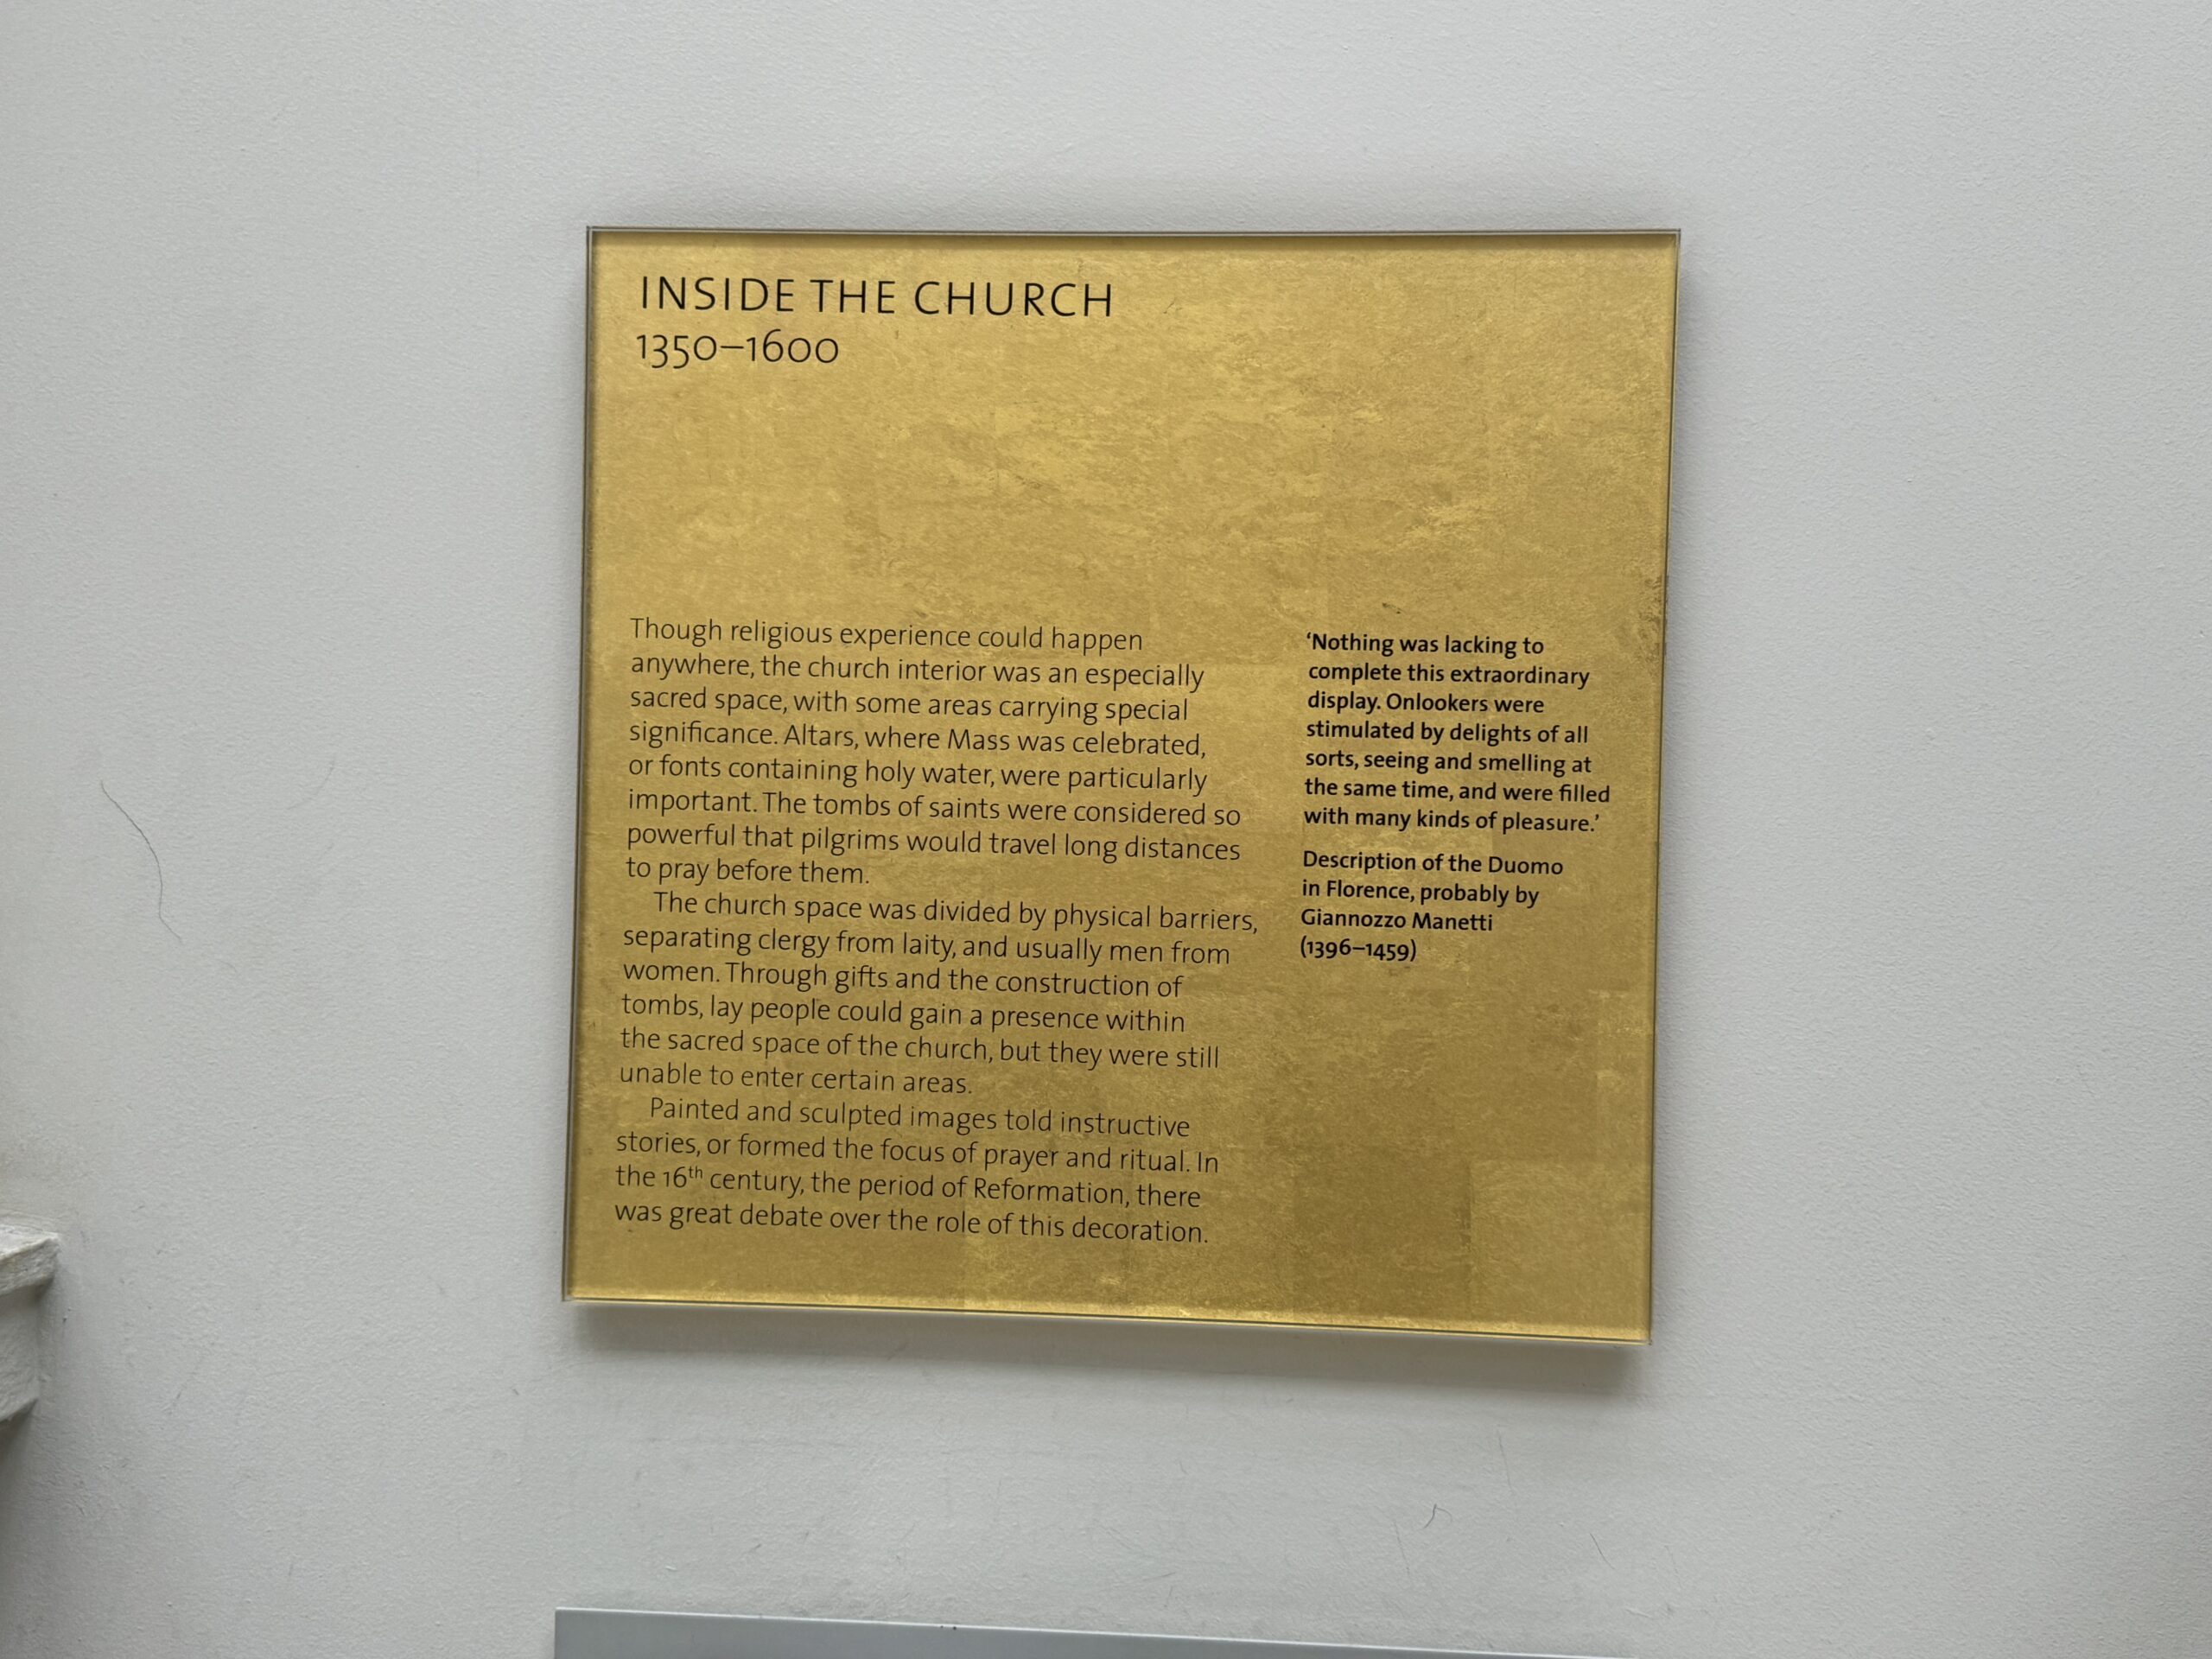 INSIDE THE CHURCH
1350–1600
Though religious experience could happen
anywhere, the church interior was an especially
sacred space, with some areas carrying special
significance. Altars, where Mass was celebrated,
or fonts containing holy water, were particularly
important. The tombs of saints were considered so
powerful that pilgrims would travel long distances
to pray before them.
The church space was divided by physical barriers,
separating clergy from laity, and usually men from
women. Through gifts and the construction of
tombs, lay people could gain a presence within
the sacred space of the church, but they were still
unable to enter certain areas.
Painted and sculpted images told instructive
stories, or formed the focus of prayer and ritual. In
the 16th century, the period of Reformation, there
was great debate over the role of this decoration.
‘Nothing was lacking to
complete this extraordinary
display. Onlookers were
stimulated by delights of all
sorts, seeing and smelling at
the same time, and were filled
with many kinds of pleasure.’
Description of the Duomo
in Florence, probably by
Giannozzo Manetti
(1396–1459)